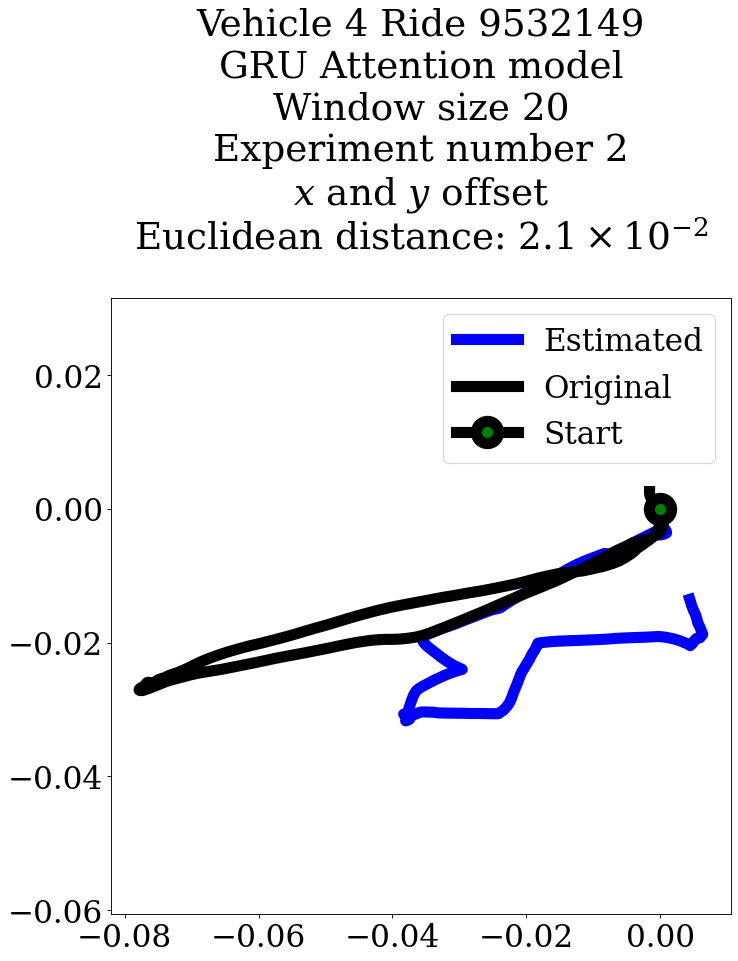 Vehicle 4 Ride 9532149
GRU Attention model
Window size 20
Experiment number 2
x and y offset
Euclidean distance: 2.1 × 10⁻²
Estimated
Original
Start
0.02
0.00
−0.02
−0.04
−0.06
−0.08 −0.06 −0.04 −0.02 0.00